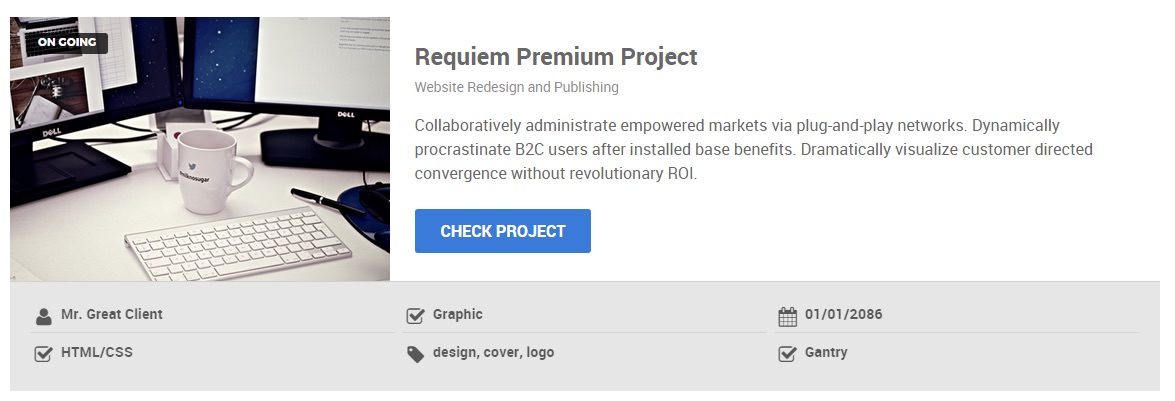 ON GOING
DELL
DELL
Requiem Premium Project
Website Redesign and Publishing
Collaboratively administrate empowered markets via plug-and-play networks. Dynamically
procrastinate B2C users after installed base benefits. Dramatically visualize customer directed
convergence without revolutionary ROI.
CHECK PROJECT
Mr. Great Client
Graphic
01/01/2086
HTML/CSS
design, cover, logo
Gantry